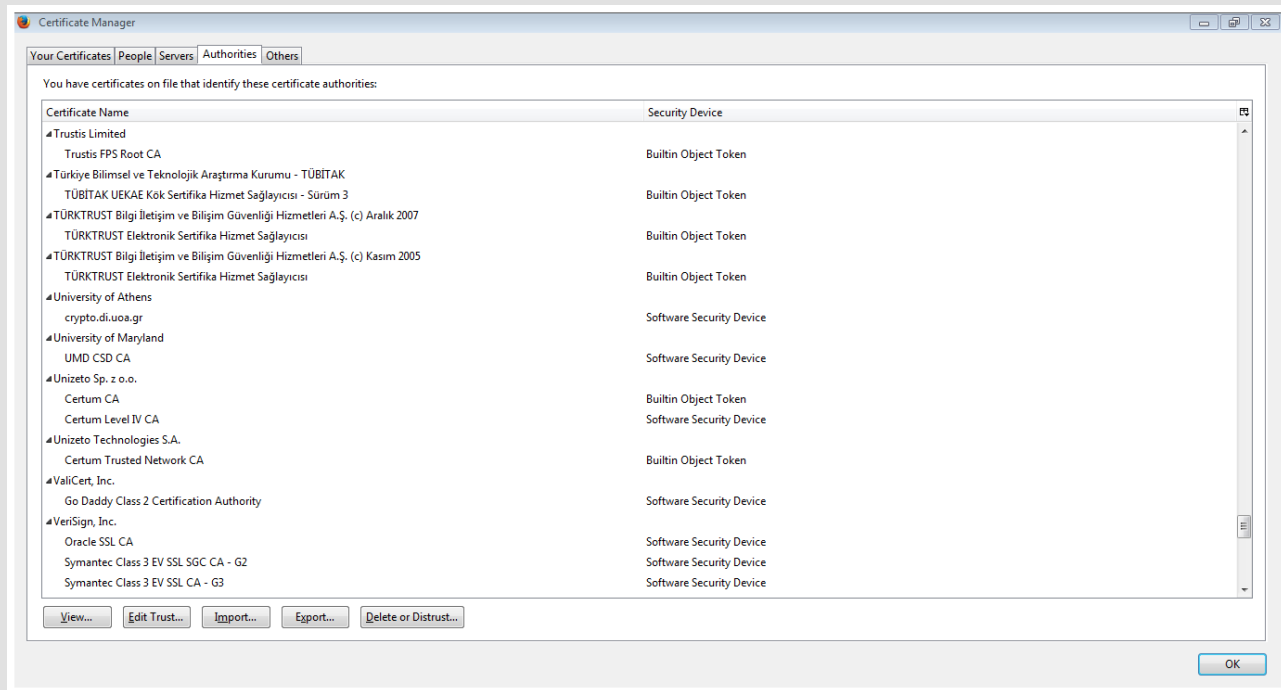 Certificate Manager
Your Certificates People Servers Authorities Others
You have certificates on file that identify these certificate authorities:
Certificate Name Security Device
Trustis Limited
Trustis FPS Root CA Builtin Object Token
Türkiye Bilimsel ve Teknolojik Araştırma Kurumu - TÜBİTAK
TÜBİTAK UEKAE Kök Sertifika Hizmet Sağlayıcısı - Sürüm 3 Builtin Object Token
TÜRKTRUST Bilgi İletişim ve Bilişim Güvenliği Hizmetleri A.Ş. (c) Aralık 2007
TÜRKTRUST Elektronik Sertifika Hizmet Sağlayıcısı Builtin Object Token
TÜRKTRUST Bilgi İletişim ve Bilişim Güvenliği Hizmetleri A.Ş. (c) Kasım 2005
TÜRKTRUST Elektronik Sertifika Hizmet Sağlayıcısı Builtin Object Token
University of Athens
crypto.di.uoa.gr Software Security Device
University of Maryland
UMD CSD CA Software Security Device
Unizeto Sp. z o.o.
Certum CA Builtin Object Token
Certum Level IV CA Software Security Device
Unizeto Technologies S.A.
Certum Trusted Network CA Builtin Object Token
ValiCert, Inc.
Go Daddy Class 2 Certification Authority Software Security Device
VeriSign, Inc.
Oracle SSL CA Software Security Device
Symantec Class 3 EV SSL SGC CA - G2 Software Security Device
Symantec Class 3 EV SSL CA - G3 Software Security Device
View... Edit Trust... Import... Export... Delete or Distrust...
OK